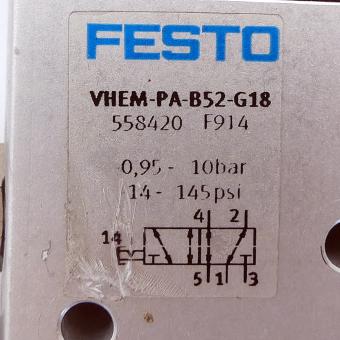 FESTO
VHEM-PA-B52-G18
558420 F914
0,95 - 10bar
14 - 145psi
4 2
14
5 1 3